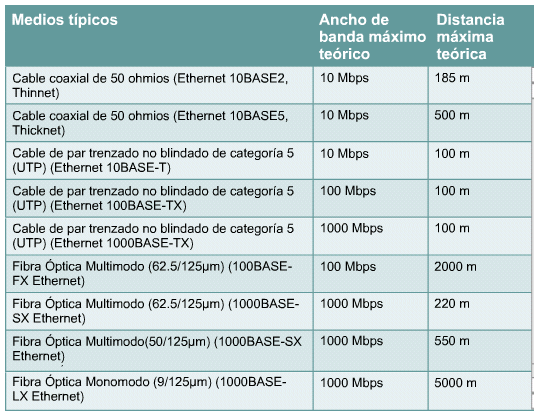 Medios típicos
Ancho de
banda máximo
teórico
Distancia
máxima
teórica
Cable coaxial de 50 ohmios (Ethernet 10BASE2,
Thinnet)
10 Mbps
185 m
Cable coaxial de 50 ohmios (Ethernet 10BASE5,
Thicknet)
10 Mbps
500 m
Cable de par trenzado no blindado de categoría 5
(UTP) (Ethernet 10BASE-T)
10 Mbps
100 m
Cable de par trenzado no blindado de categoría 5
(UTP) (Ethernet 100BASE-TX)
100 Mbps
100 m
Cable de par trenzado no blindado de categoría 5
(UTP) (Ethernet 1000BASE-TX)
1000 Mbps
100 m
Fibra Óptica Multimodo (62.5/125µm) (100BASE-
FX Ethernet)
100 Mbps
2000 m
Fibra Óptica Multimodo (62.5/125µm) (1000BASE-
SX Ethernet)
1000 Mbps
220 m
Fibra Óptica Multimodo(50/125µm) (1000BASE-SX
Ethernet)
1000 Mbps
550 m
Fibra Óptica Monomodo (9/125µm) (1000BASE-
LX Ethernet)
1000 Mbps
5000 m